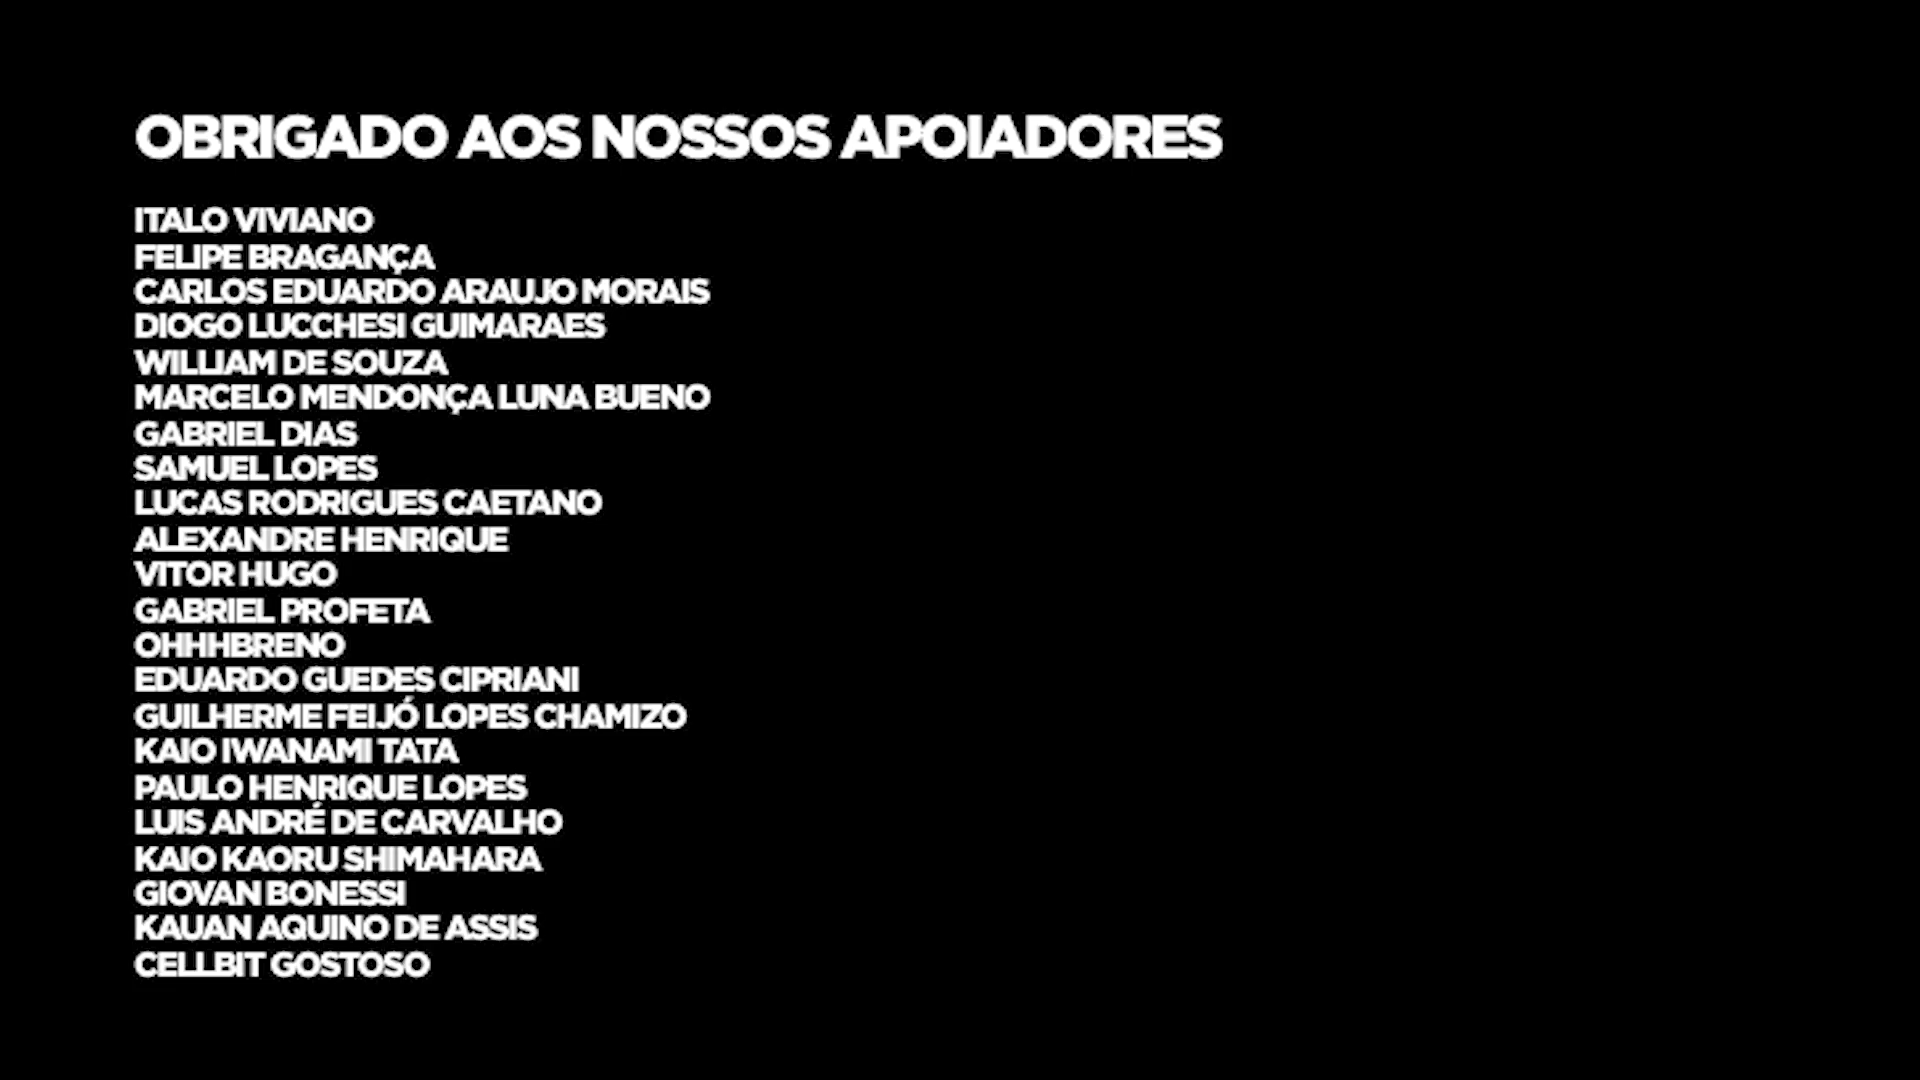 OBRIGADO AOS NOSSOS APOIADORES
ITALO VIVIANO
FELIPE BRAGANÇA
CARLOS EDUARDO ARAUJO MORAIS
DIOGO LUCCHESI GUIMARAES
WILLIAM DE SOUZA
MARCELO MENDONÇA LUNA BUENO
GABRIEL DIAS
SAMUEL LOPES
LUCAS RODRIGUES CAETANO
ALEXANDRE HENRIQUE
VITOR HUGO
GABRIEL PROFETA
OHHHBRENO
EDUARDO GUEDES CIPRIANI
GUILHERME FEIJÓ LOPES CHAMIZO
KAIO IWANAMI TATA
PAULO HENRIQUE LOPES
LUIS ANDRÉ DE CARVALHO
KAIO KAORU SHIMAHARA
GIOVAN BONESSI
KAUAN AQUINO DE ASSIS
CELLBIT GOSTOSO